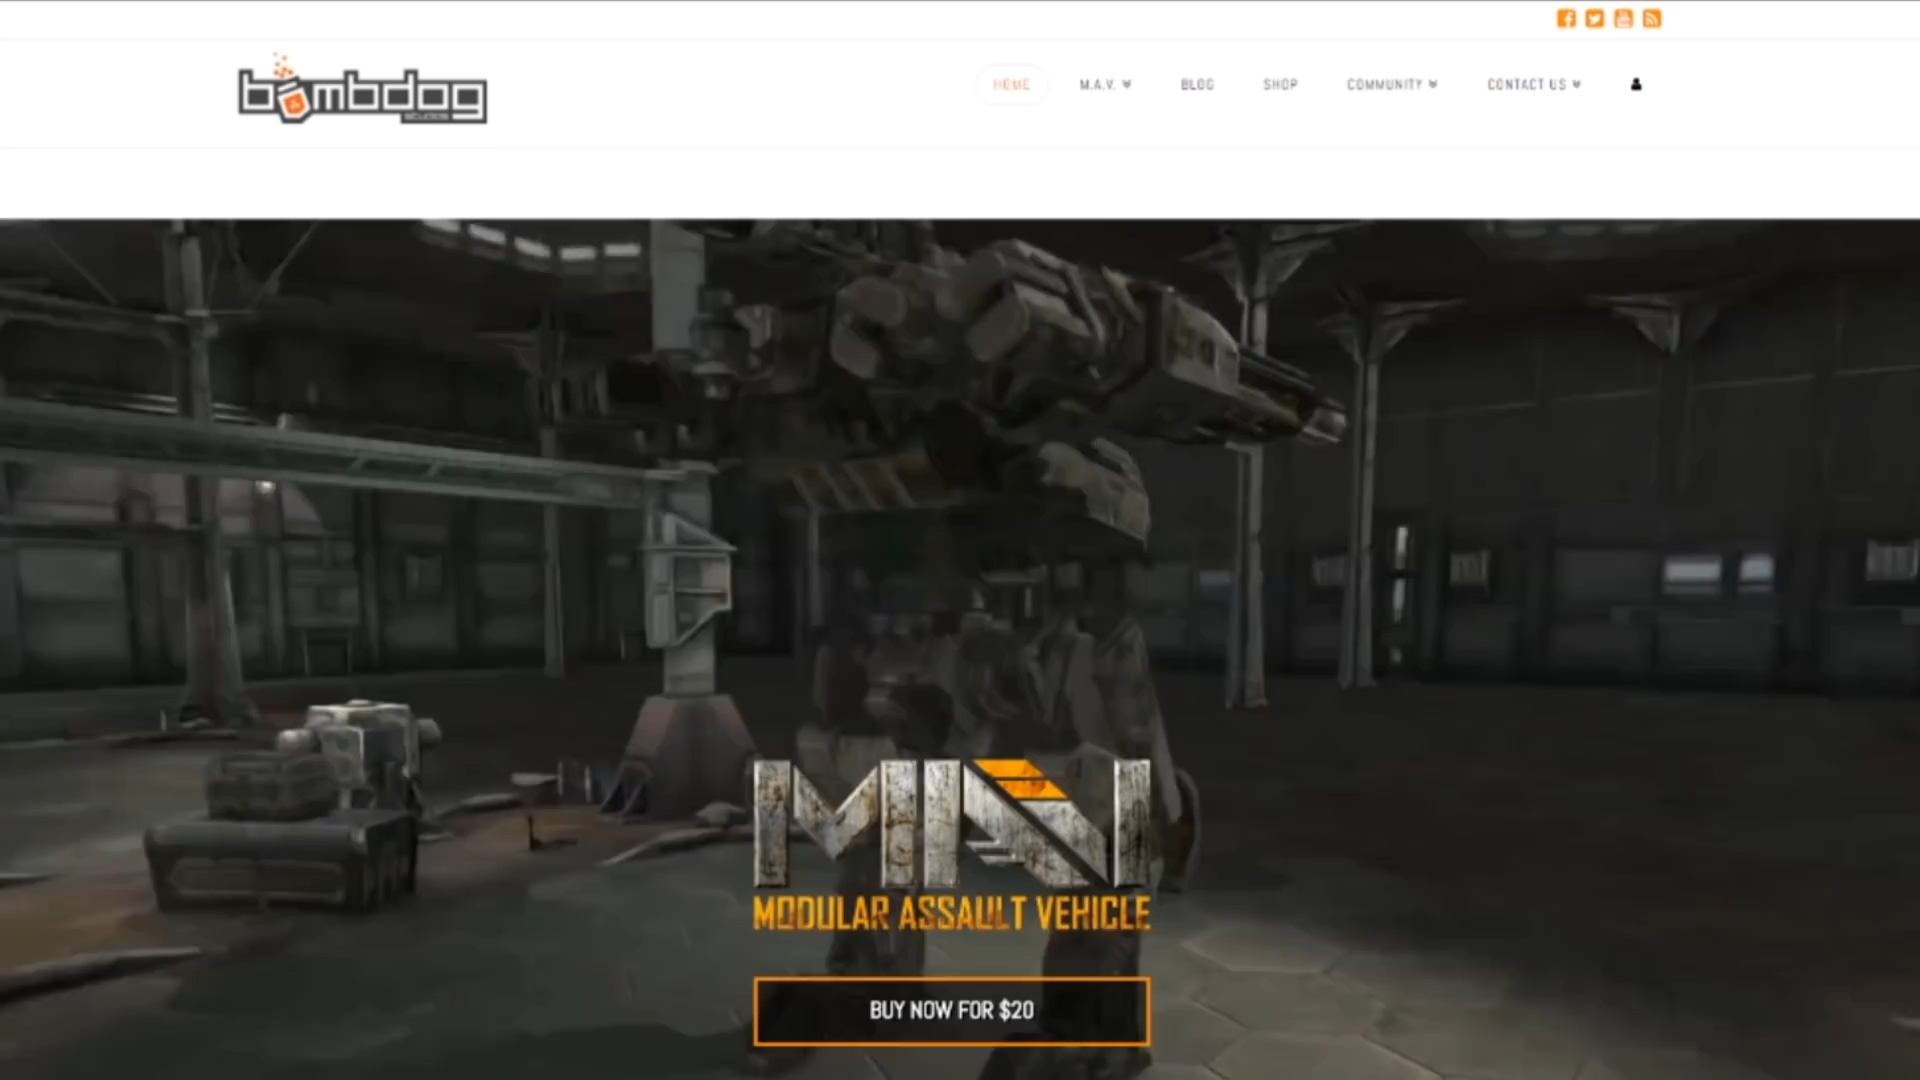 bombdog
HOME
M.A.V.
BLOG
SHOP
COMMUNITY
CONTACT US
MAV
MODULAR ASSAULT VEHICLE
BUY NOW FOR $20